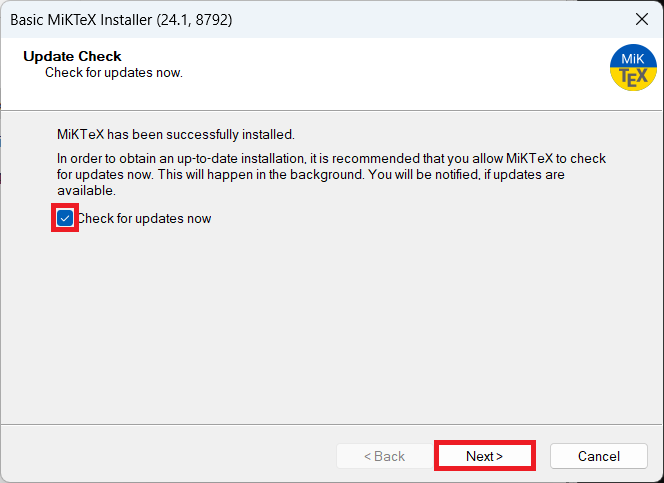 Basic MiKTeX Installer (24.1, 8792)
Update Check
Check for updates now.
MiK
TEX
MiKTeX has been successfully installed.
In order to obtain an up-to-date installation, it is recommended that you allow MiKTeX to check
for updates now. This will happen in the background. You will be notified, if updates are
available.
Check for updates now
< Back
Next >
Cancel